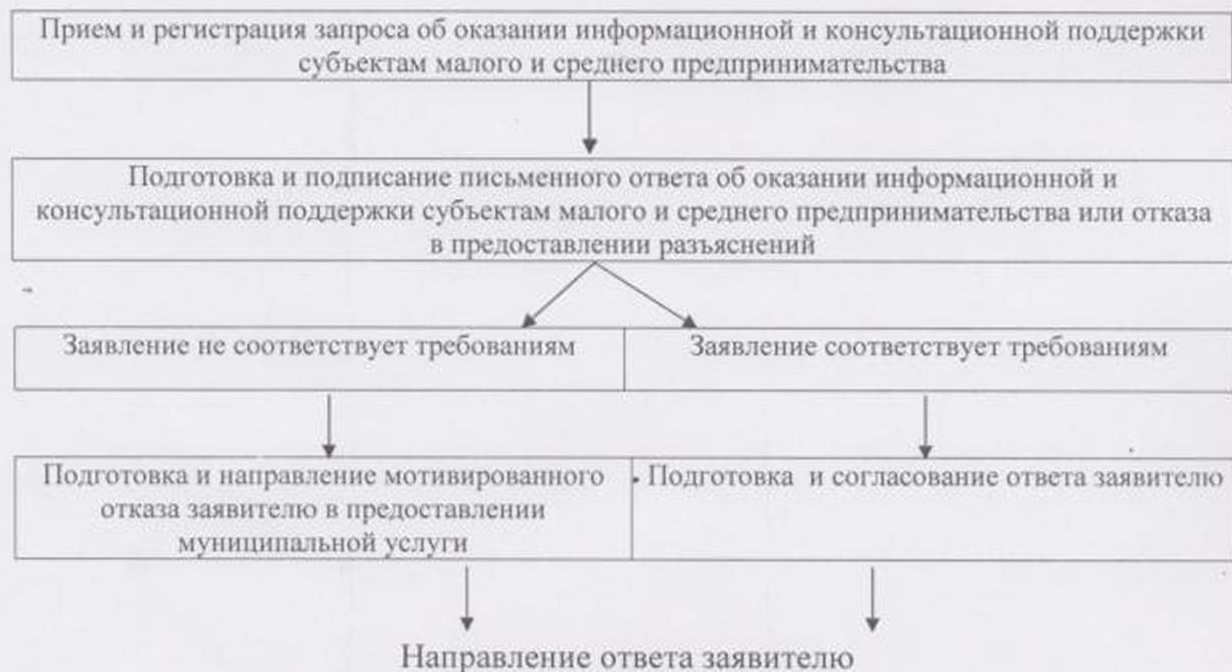 Прием и регистрация запроса об оказании информационной и консультационной поддержки
субъектам малого и среднего предпринимательства
Подготовка и подписание письменного ответа об оказании информационной и
консультационной поддержки субъектам малого и среднего предпринимательства или отказа
в предоставлении разъяснений
Заявление не соответствует требованиям
Заявление соответствует требованиям
Подготовка и направление мотивированного
отказа заявителю в предоставлении
муниципальной услуги
Подготовка и согласование ответа заявителю
Направление ответа заявителю